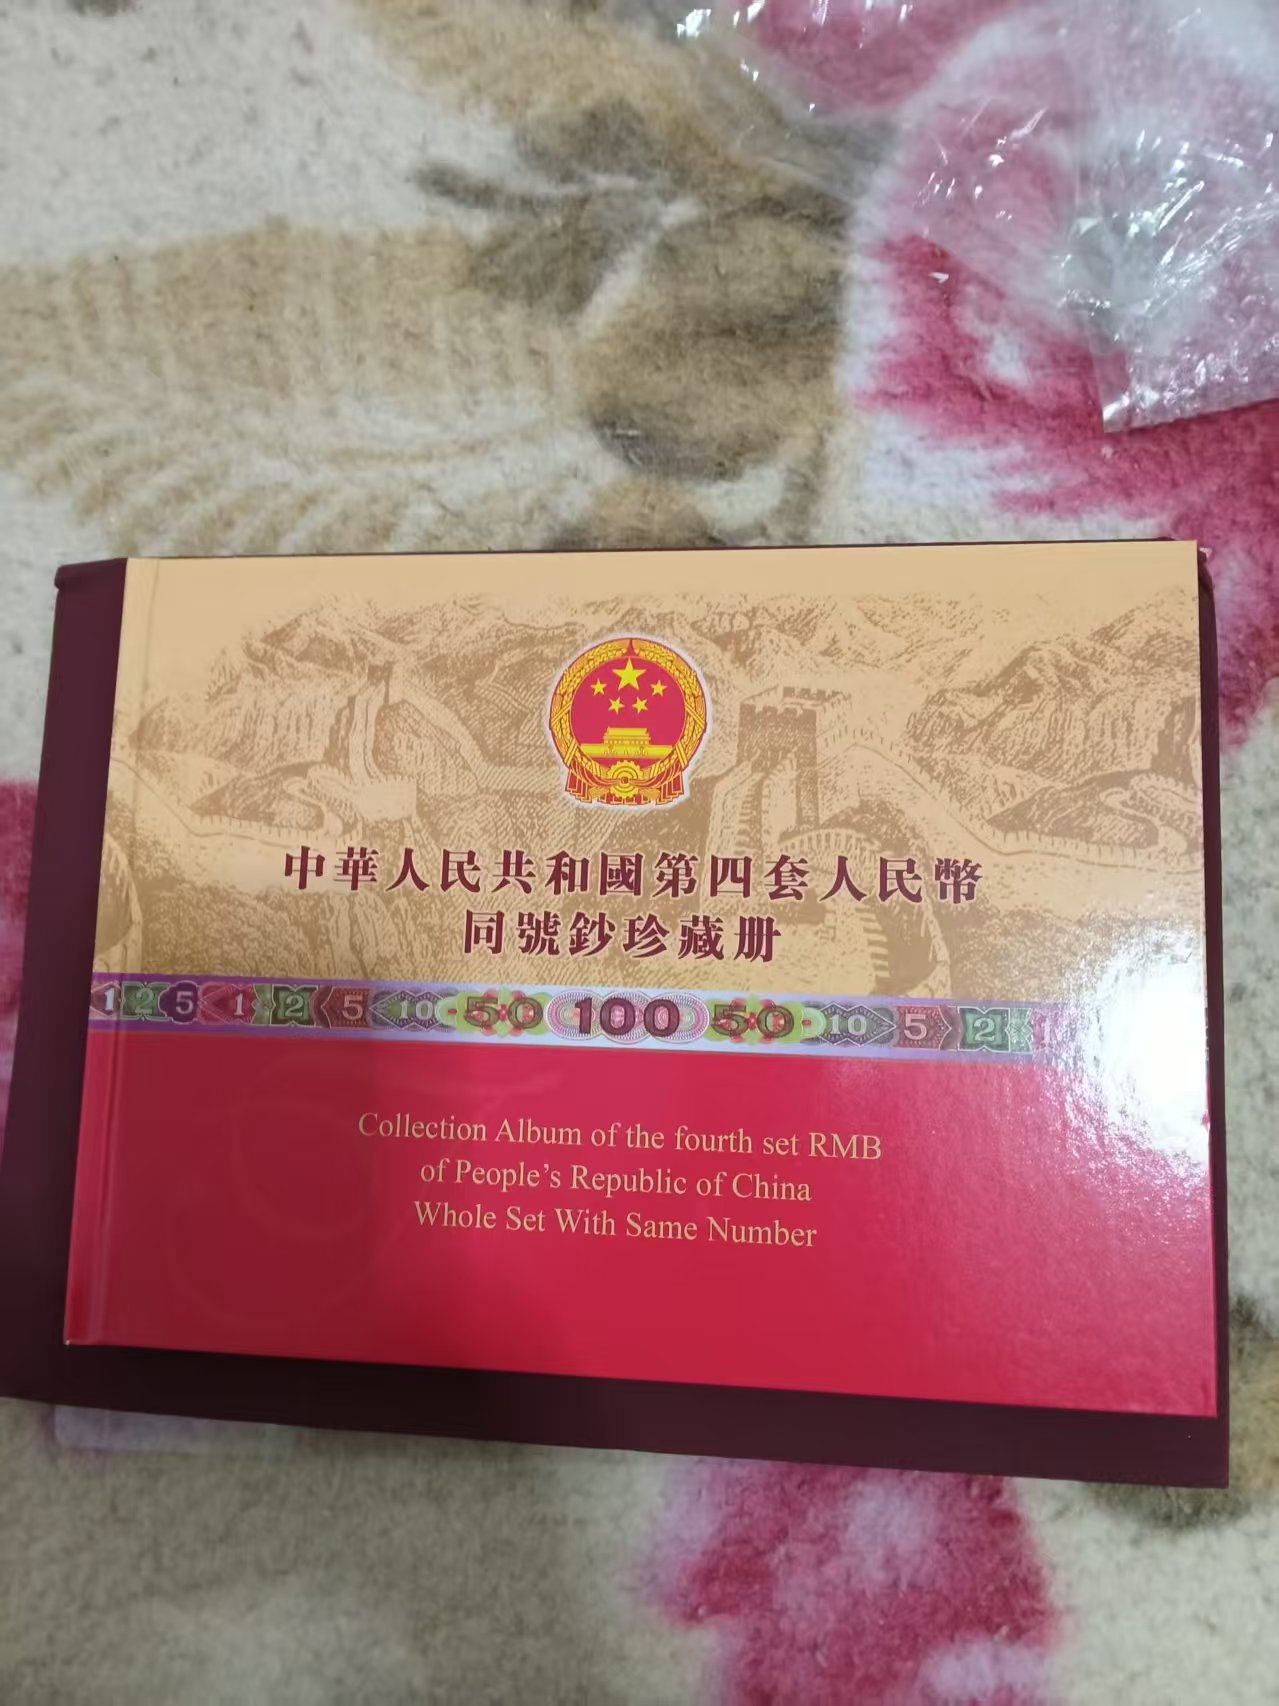 中華人民共和國第四套人民幣
同號鈔珍藏册
1 2 5 1 2 5 10 50 100 50 10 5 2 1
Collection Album of the fourth set RMB
of People's Republic of China
Whole Set With Same Number